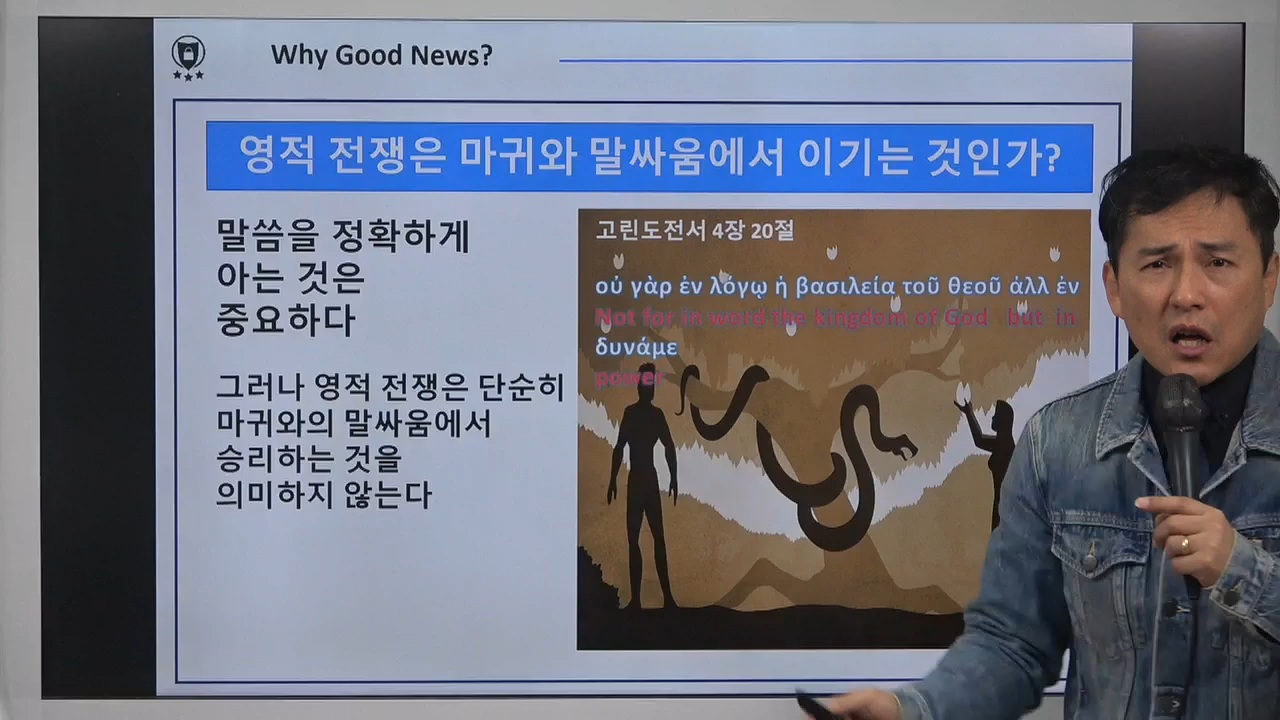 Why Good News?
영적 전쟁은 마귀와 말싸움에서 이기는 것인가?
말씀을 정확하게
아는 것은
중요하다
그러나 영적 전쟁은 단순히
마귀와의 말싸움에서
승리하는 것을
의미하지 않는다
고린도전서 4장 20절
οὐ γὰρ ἐν λόγῳ ἡ βασιλεία τοῦ θεοῦ ἀλλ ἐν
Not for in word the kingdom of God but in
δυνάμε
power